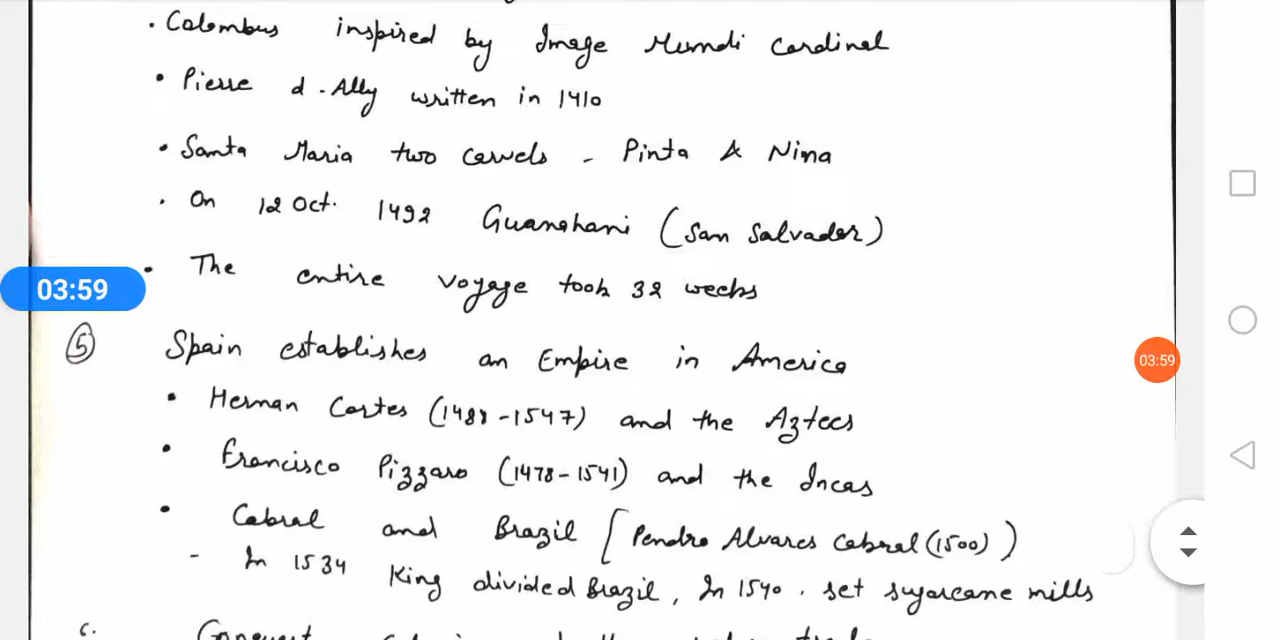 • Colombus inspired by Image Mundi Cardinal
• Pierre d - Ally written in 1410
• Santa Maria two carvels - Pinta & Nina
• On 12 Oct. 1492 Guanahani (San Salvador)
• The entire voyage took 32 weeks
03:59
⑤ Spain establishes an Empire in America
03:59
• Hernan Cortes (1488-1547) and the Aztecs
• Francisco Pizzaro (1478-1541) and the Incas
• Cabral and Brazil [Pendro Alvares Cabral (1500))
- In 1534 King divided Brazil, In 1540. set sugarcane mills
c.